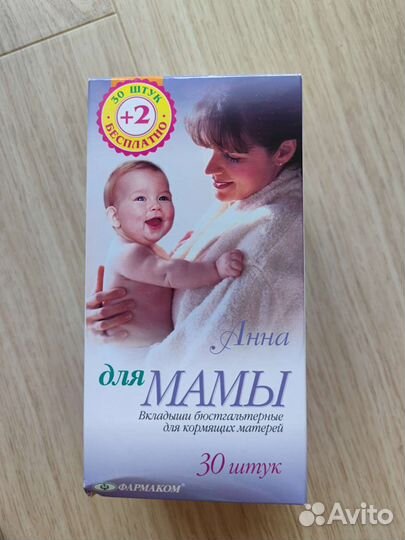 30 ШТУК
+2
БЕСПЛАТНО
Анна
для МАМЫ
Вкладыши бюстгальтерные
для кормящих матерей
30 штук
ФАРМАКОМ®
Avito